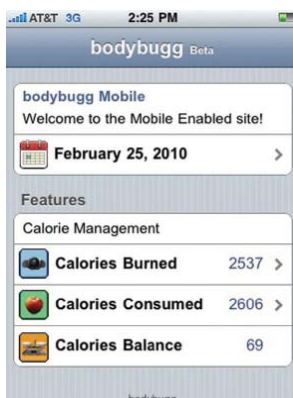 AT&T 3G 2:25 PM
bodybugg Beta
bodybugg Mobile
Welcome to the Mobile Enabled site!
February 25, 2010
Features
Calorie Management
Calories Burned 2537
Calories Consumed 2606
Calories Balance 69
bodybugg